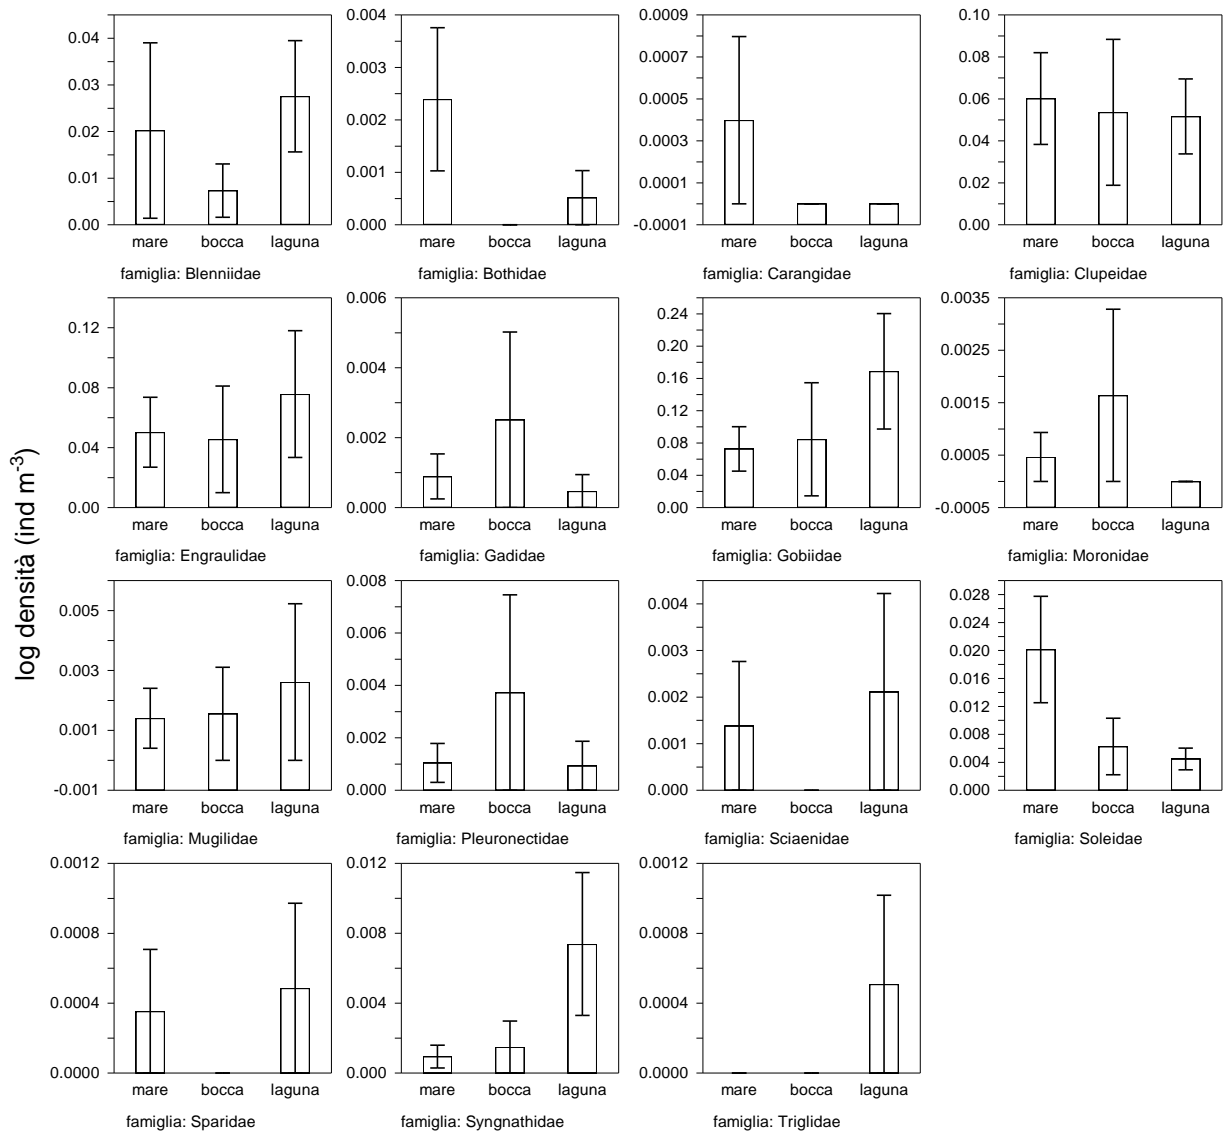 log densità (ind m-3)
0.04
0.03
0.02
0.01
0.00
mare bocca laguna
famiglia: Blenniidae
0.004
0.003
0.002
0.001
0.000
mare bocca laguna
famiglia: Bothidae
0.0009
0.0007
0.0005
0.0003
0.0001
-0.0001
mare bocca laguna
famiglia: Carangidae
0.10
0.08
0.06
0.04
0.02
0.00
mare bocca laguna
famiglia: Clupeidae
0.12
0.08
0.04
0.00
mare bocca laguna
famiglia: Engraulidae
0.006
0.004
0.002
0.000
mare bocca laguna
famiglia: Gadidae
0.24
0.20
0.16
0.12
0.08
0.04
0.00
mare bocca laguna
famiglia: Gobiidae
0.0035
0.0025
0.0015
0.0005
-0.0005
mare bocca laguna
famiglia: Moronidae
0.005
0.003
0.001
-0.001
mare bocca laguna
famiglia: Mugilidae
0.008
0.006
0.004
0.002
0.000
mare bocca laguna
famiglia: Pleuronectidae
0.004
0.003
0.002
0.001
0.000
mare bocca laguna
famiglia: Sciaenidae
0.028
0.024
0.020
0.016
0.012
0.008
0.004
0.000
mare bocca laguna
famiglia: Soleidae
0.0012
0.0008
0.0004
0.0000
mare bocca laguna
famiglia: Sparidae
0.012
0.008
0.004
0.000
mare bocca laguna
famiglia: Syngnathidae
0.0012
0.0008
0.0004
0.0000
mare bocca laguna
famiglia: Triglidae